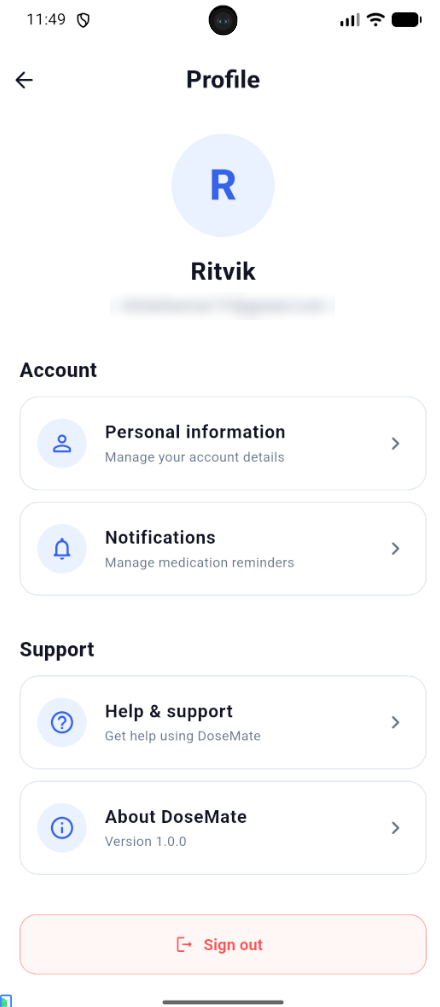 11:49
Profile
R
Ritvik
Account
Personal information
Manage your account details
Notifications
Manage medication reminders
Support
Help & support
Get help using DoseMate
About DoseMate
Version 1.0.0
Sign out